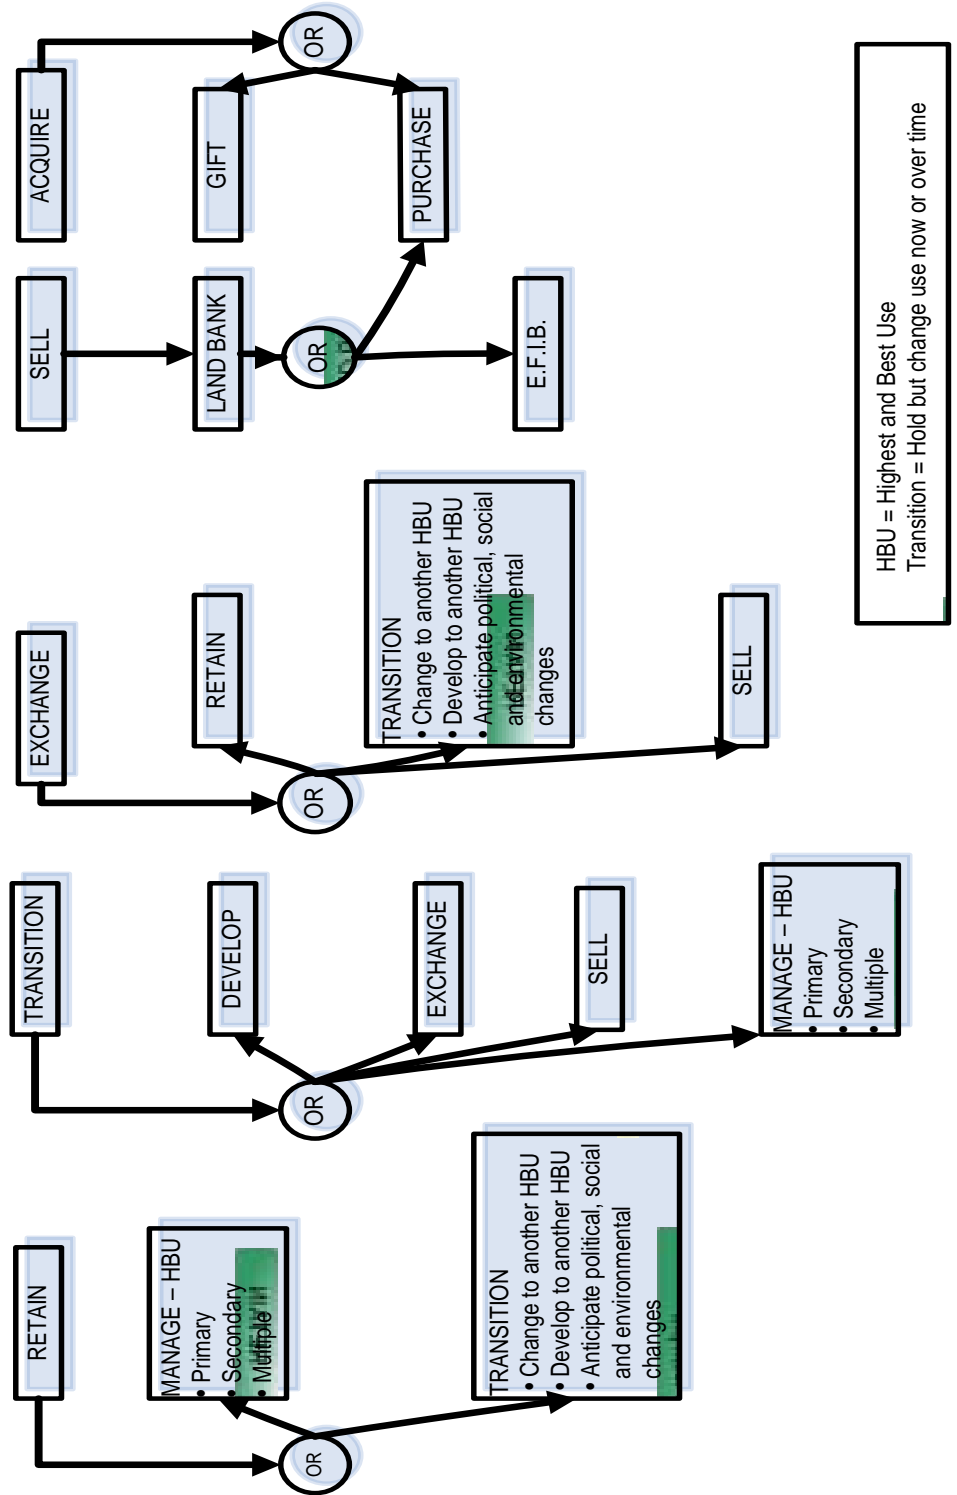 RETAIN
OR
MANAGE – HBU
• Primary
• Secondary
• Multiple
TRANSITION
• Change to another HBU
• Develop to another HBU
• Anticipate political, social
and environmental
changes
TRANSITION
OR
DEVELOP
EXCHANGE
SELL
MANAGE – HBU
• Primary
• Secondary
• Multiple
EXCHANGE
OR
RETAIN
TRANSITION
• Change to another HBU
• Develop to another HBU
• Anticipate political, social
and environmental
changes
SELL
SELL
LAND BANK
OR
E.F.I.B.
ACQUIRE
OR
GIFT
PURCHASE
HBU = Highest and Best Use
Transition = Hold but change use now or over time